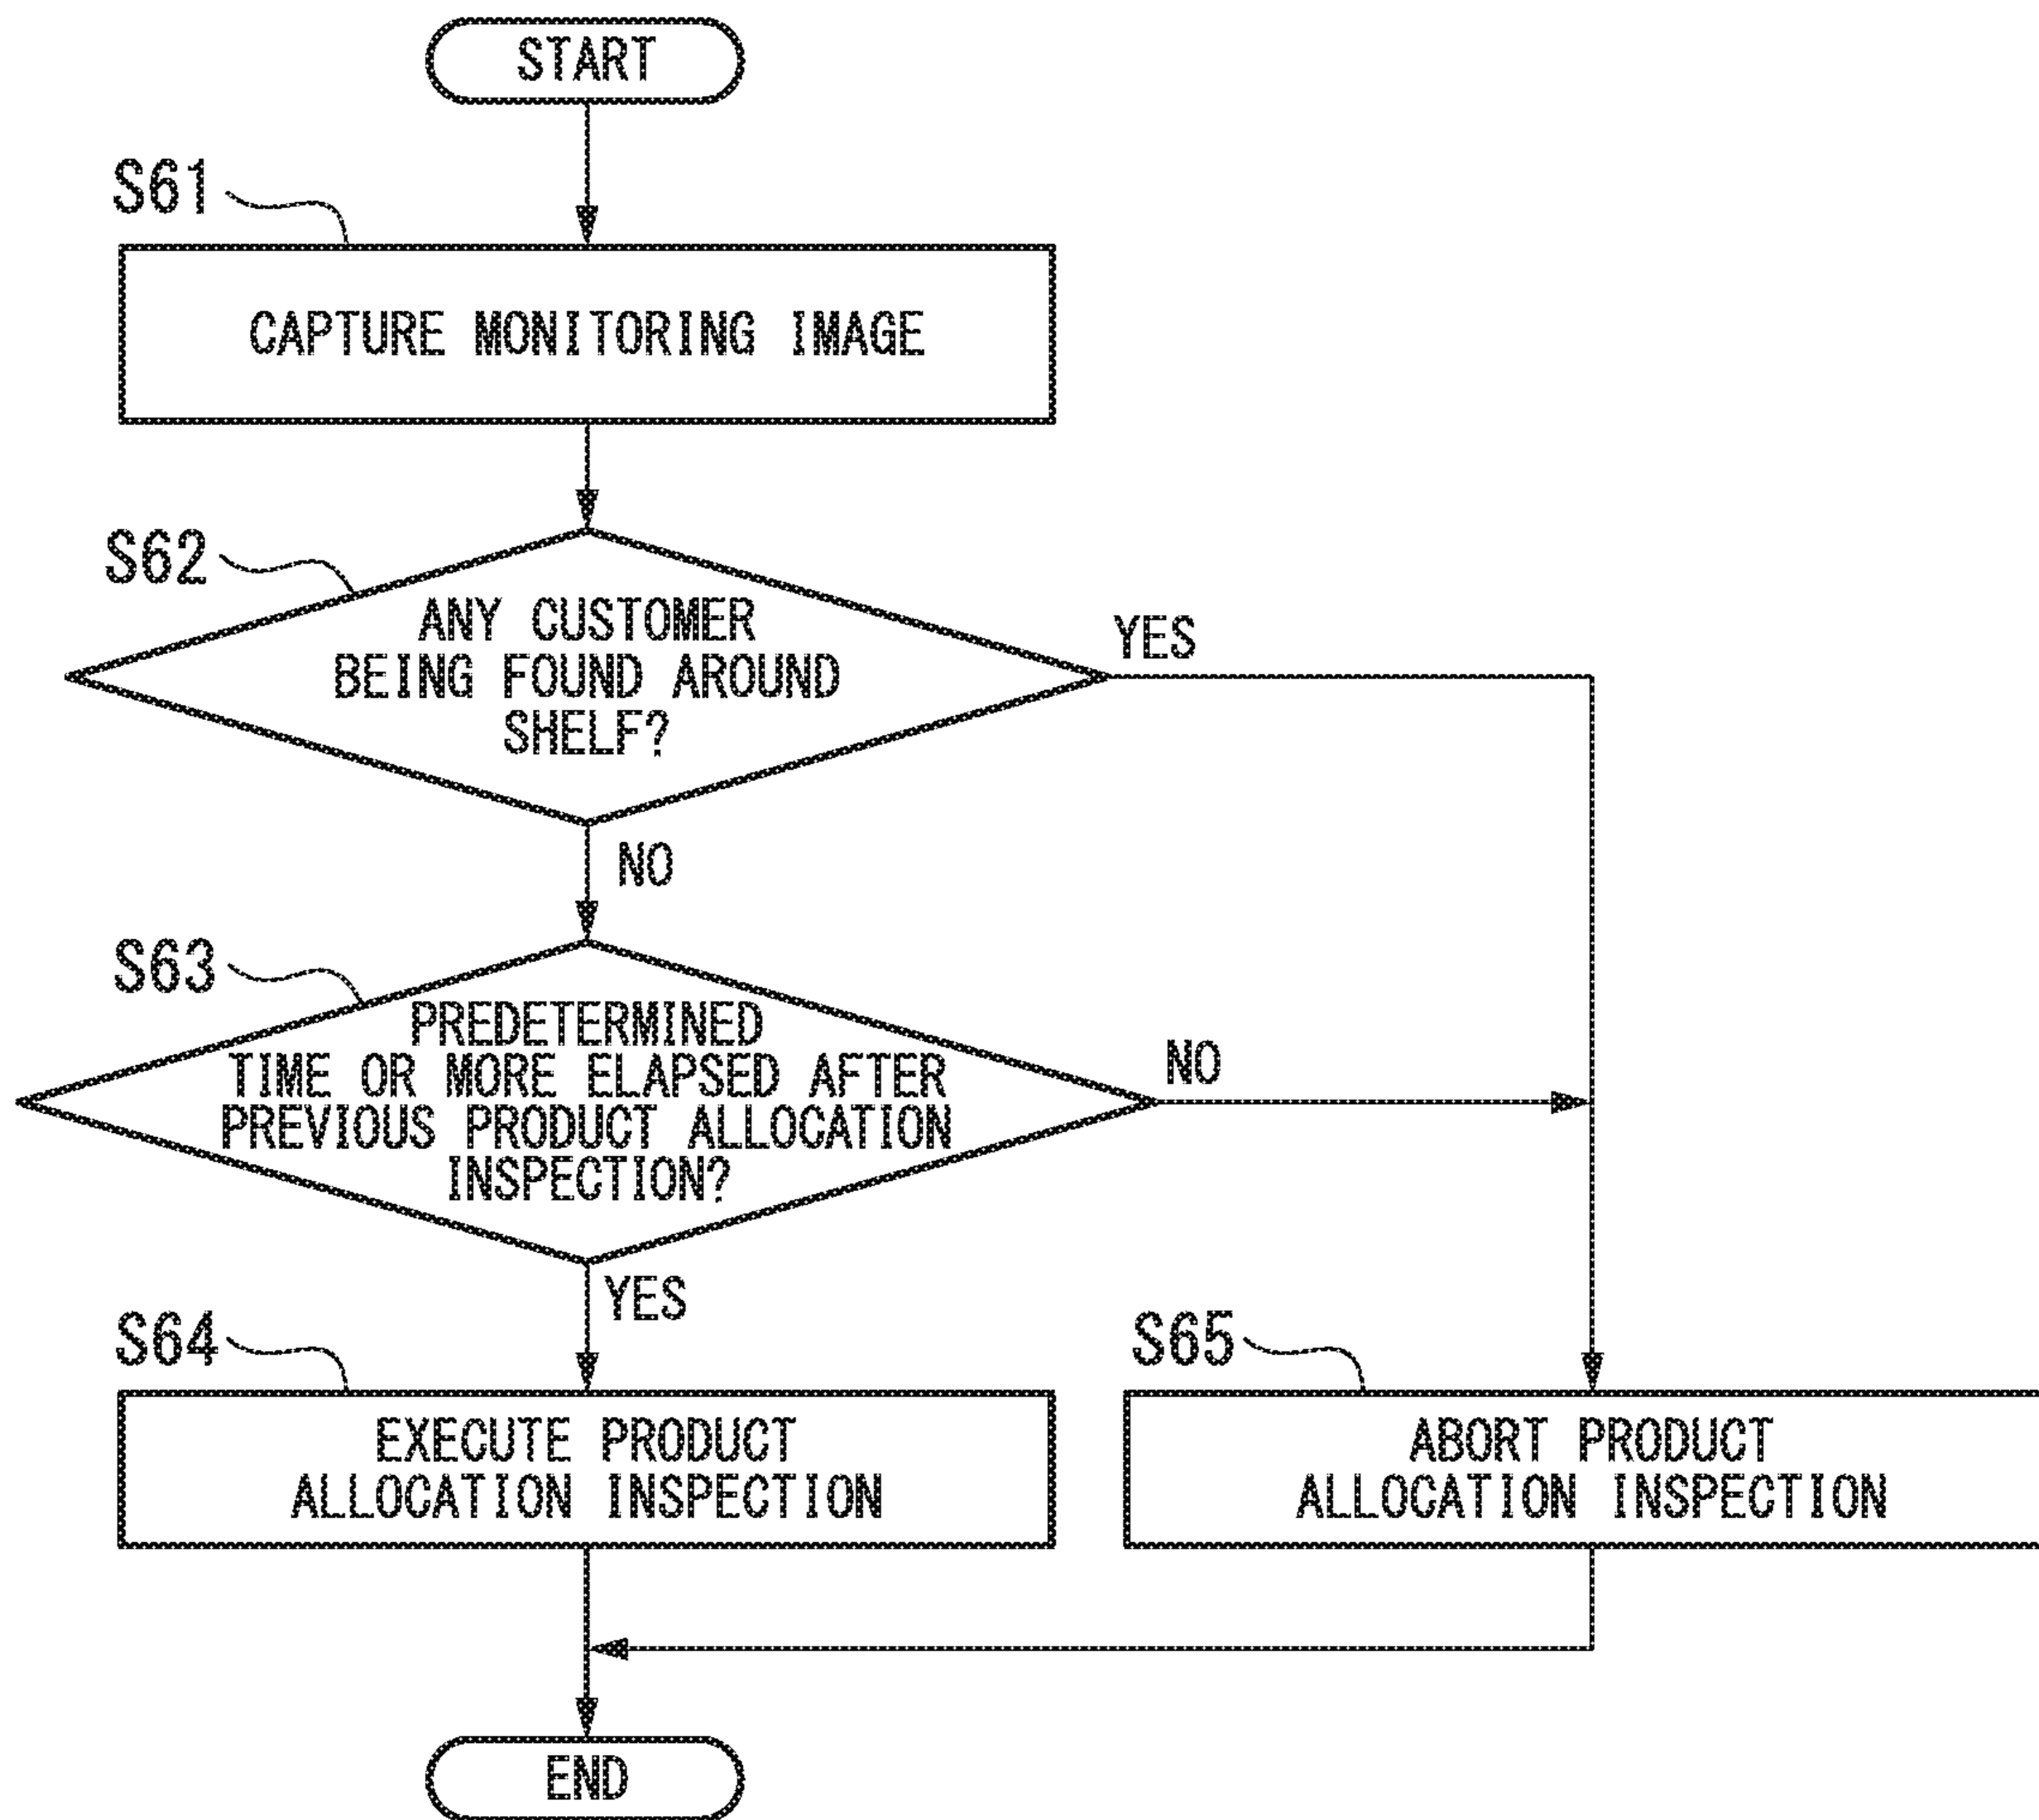 START
S61
CAPTURE MONITORING IMAGE
S62
ANY CUSTOMER
BEING FOUND AROUND
SHELF?
YES
NO
S63
PREDETERMINED
TIME OR MORE ELAPSED AFTER
PREVIOUS PRODUCT ALLOCATION
INSPECTION?
NO
YES
S64
EXECUTE PRODUCT
ALLOCATION INSPECTION
S65
ABORT PRODUCT
ALLOCATION INSPECTION
END